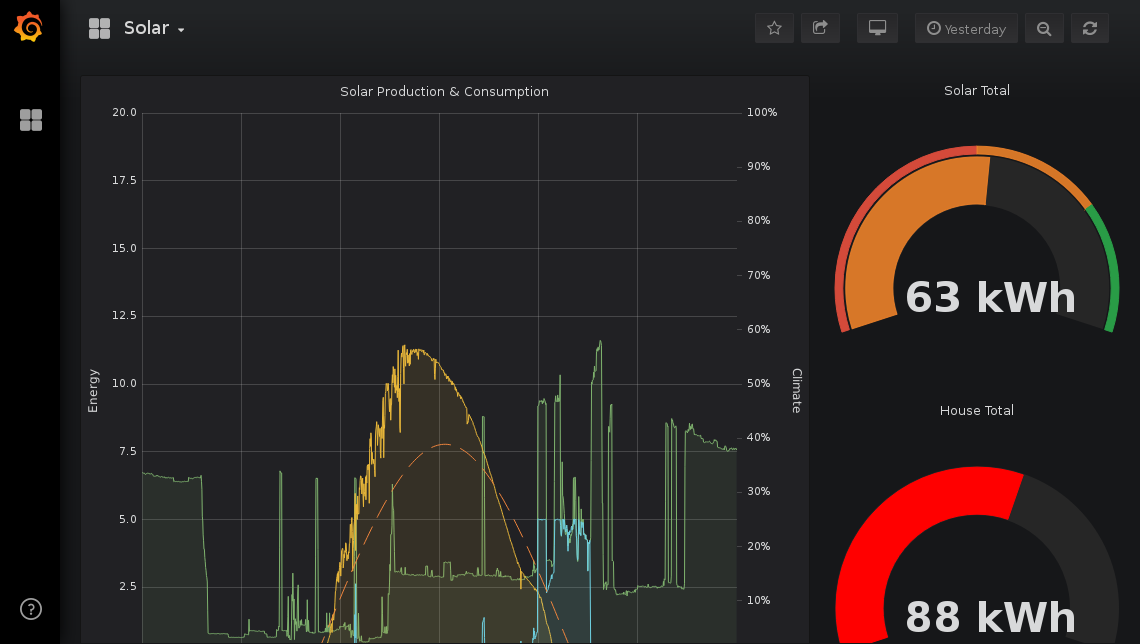 Solar
Yesterday
Solar Production & Consumption
20.0
17.5
15.0
12.5
10.0
7.5
5.0
2.5
Energy
100%
90%
80%
70%
60%
50%
40%
30%
20%
10%
Climate
Solar Total
63 kWh
House Total
88 kWh
?